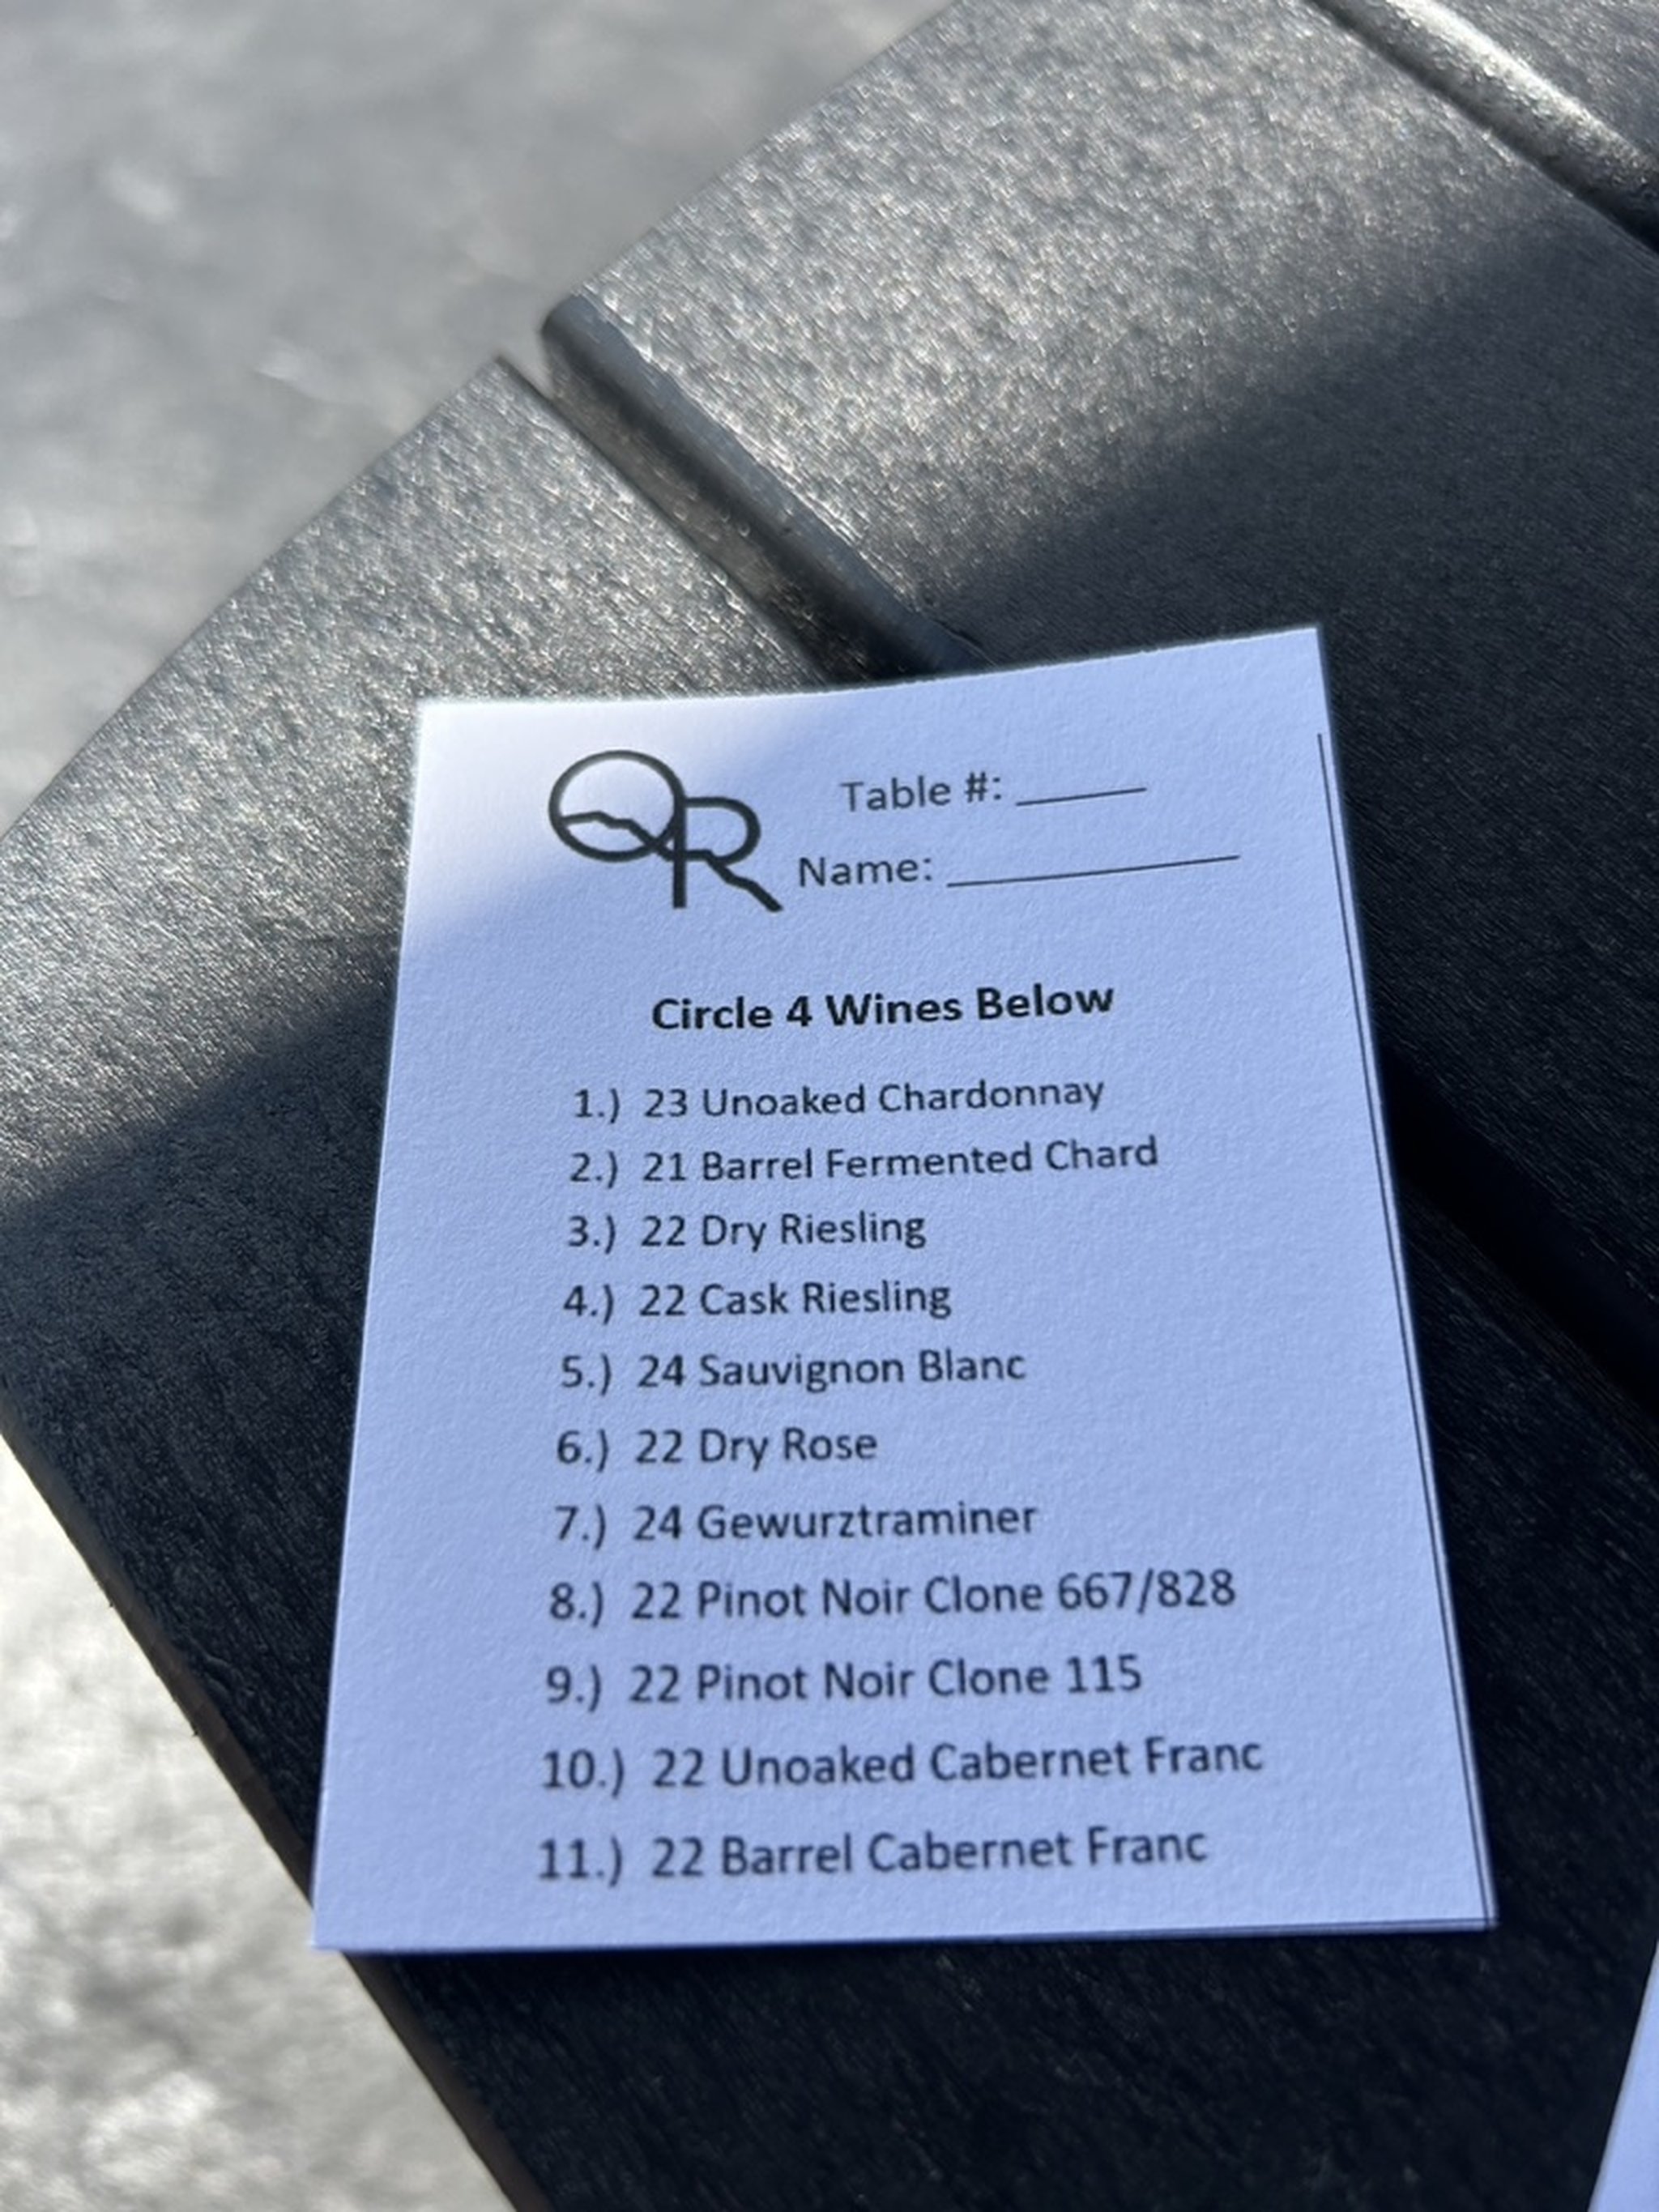 QR
Table #: ______
Name: ______________
Circle 4 Wines Below
1.) 23 Unoaked Chardonnay
2.) 21 Barrel Fermented Chard
3.) 22 Dry Riesling
4.) 22 Cask Riesling
5.) 24 Sauvignon Blanc
6.) 22 Dry Rose
7.) 24 Gewurztraminer
8.) 22 Pinot Noir Clone 667/828
9.) 22 Pinot Noir Clone 115
10.) 22 Unoaked Cabernet Franc
11.) 22 Barrel Cabernet Franc